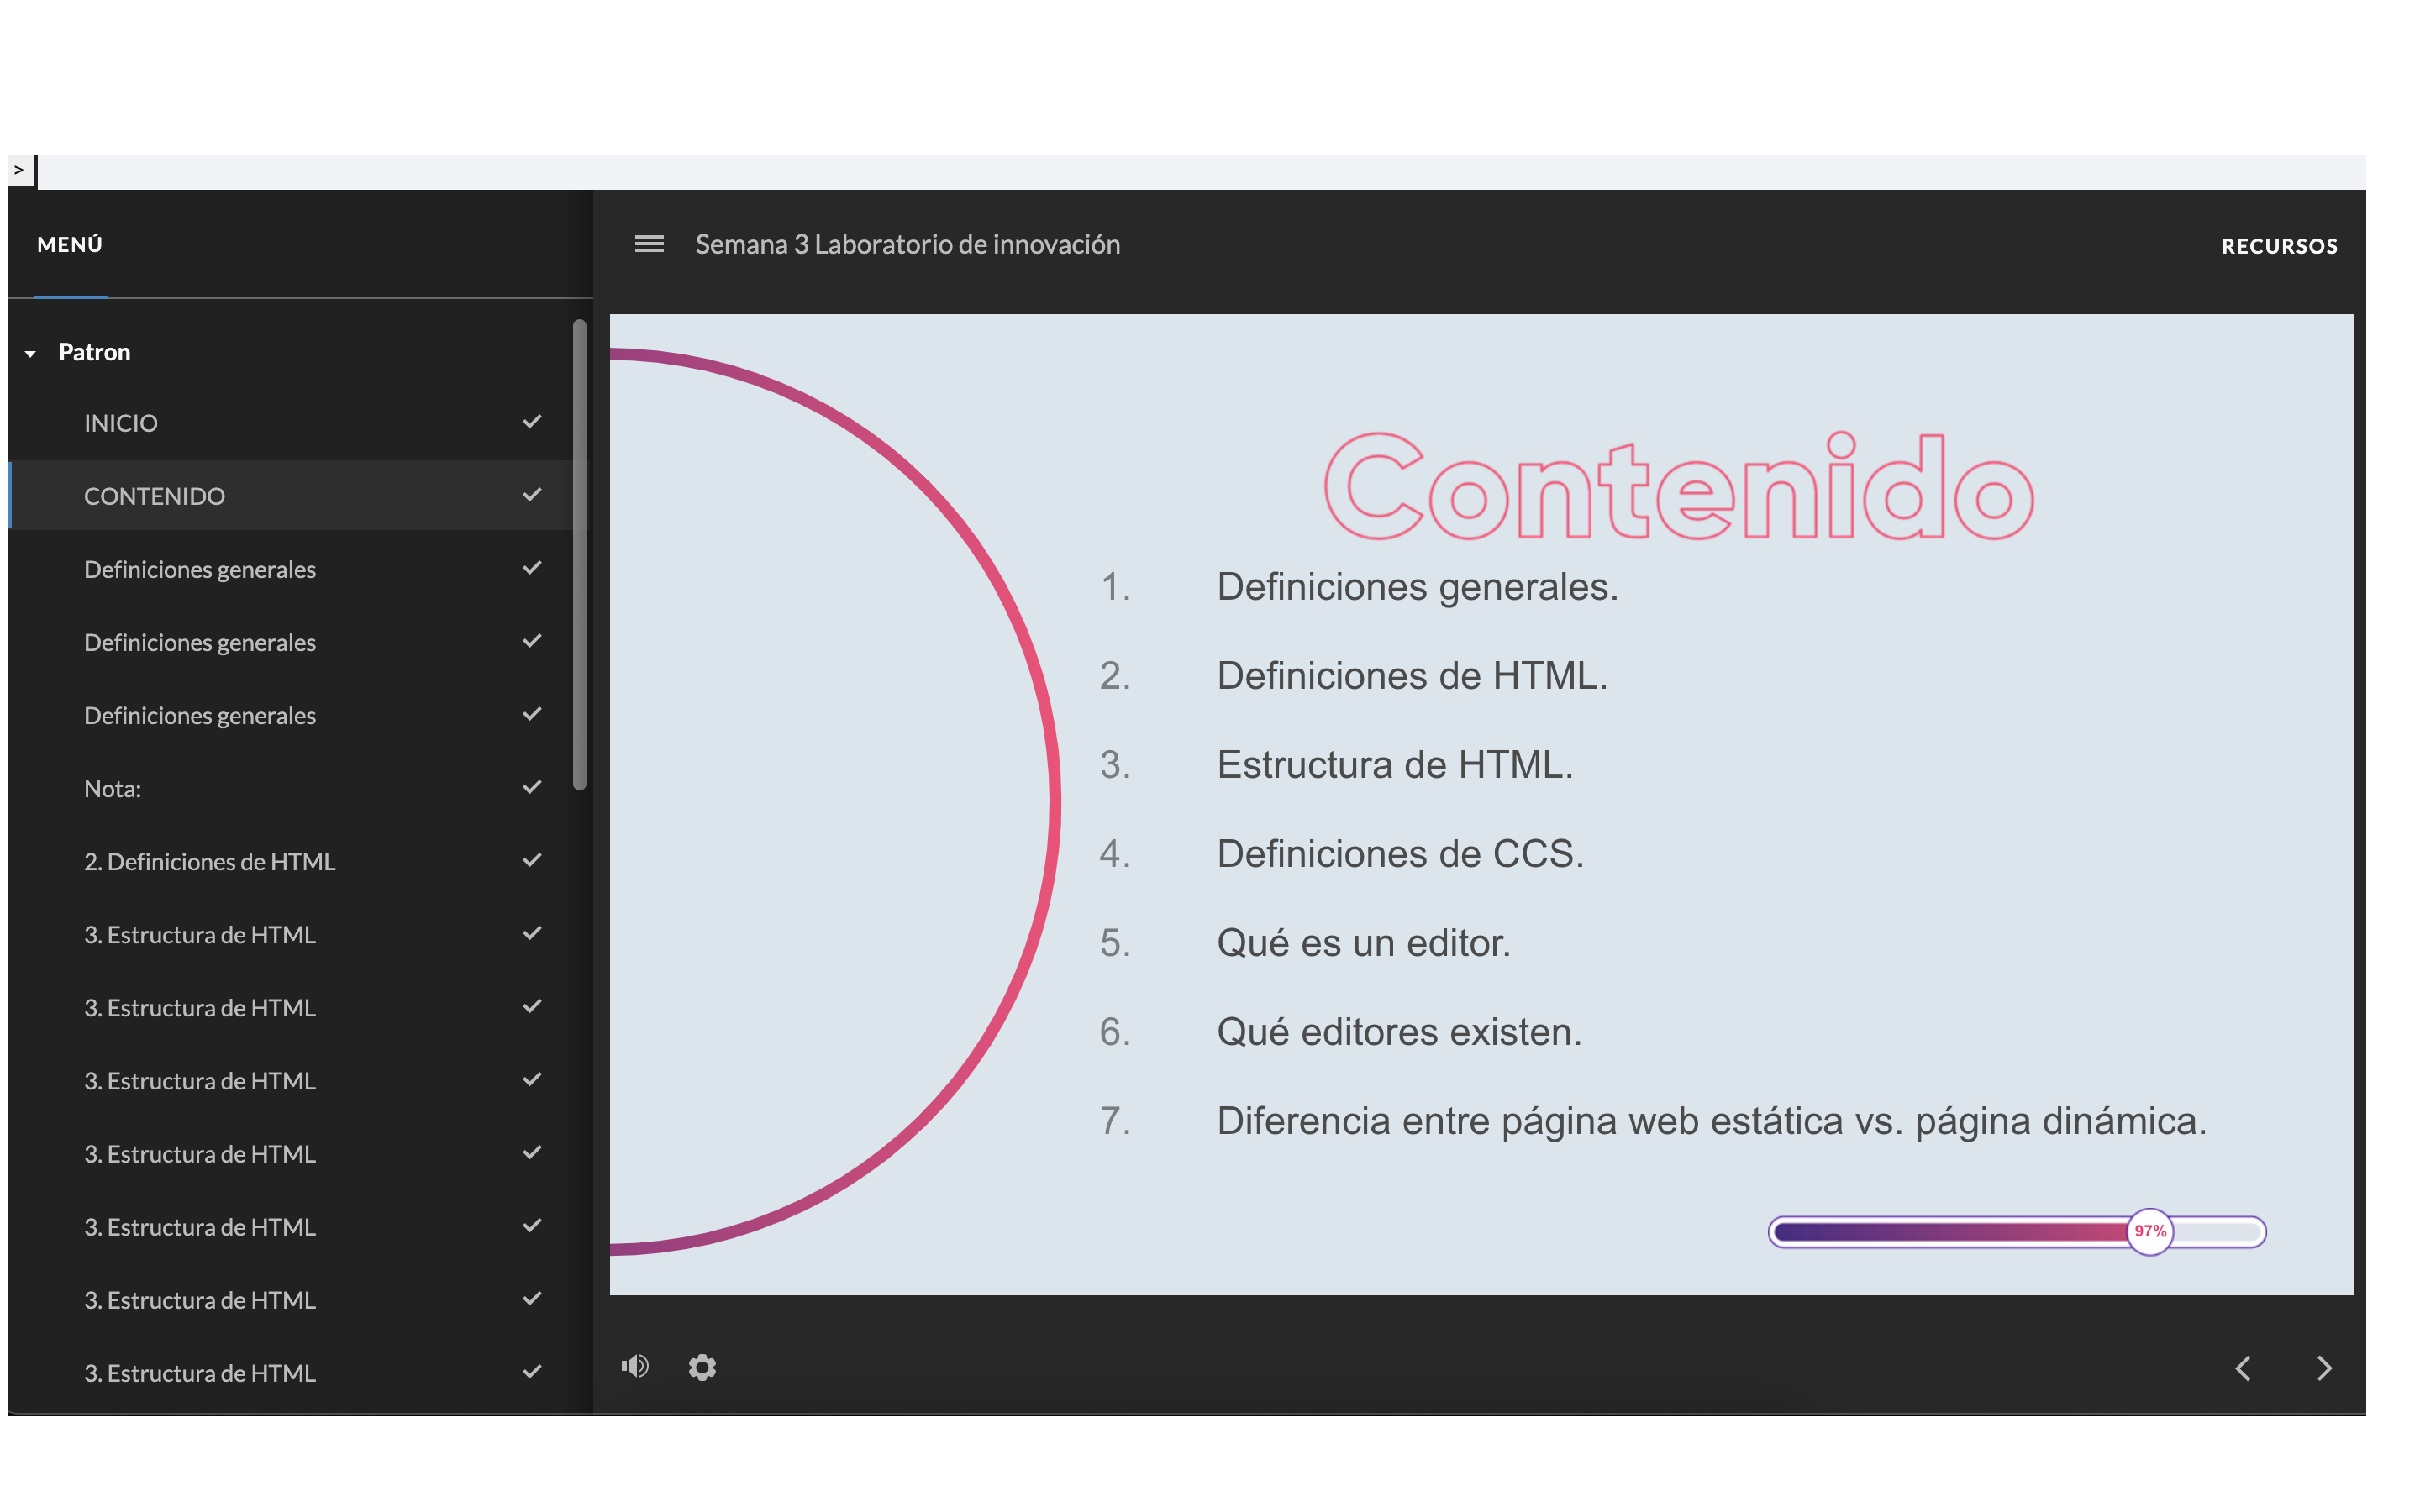 >
MENÚ
Semana 3 Laboratorio de innovación
RECURSOS
Patron
INICIO
CONTENIDO
Definiciones generales
Definiciones generales
Definiciones generales
Nota:
2. Definiciones de HTML
3. Estructura de HTML
3. Estructura de HTML
3. Estructura de HTML
3. Estructura de HTML
3. Estructura de HTML
3. Estructura de HTML
3. Estructura de HTML
Contenido
1. Definiciones generales.
2. Definiciones de HTML.
3. Estructura de HTML.
4. Definiciones de CCS.
5. Qué es un editor.
6. Qué editores existen.
7. Diferencia entre página web estática vs. página dinámica.
97%